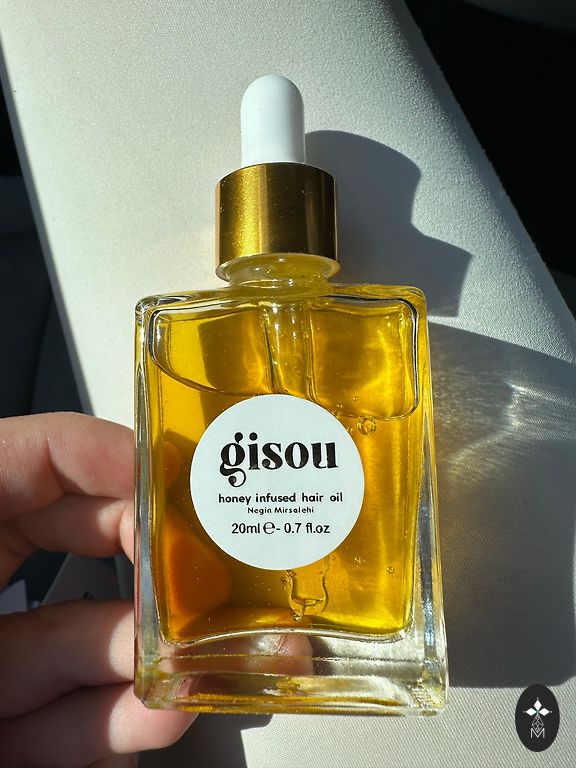 gisou
honey infused hair oil
Negin Mirsalehi
20ml ℮- 0.7 fl.oz
M